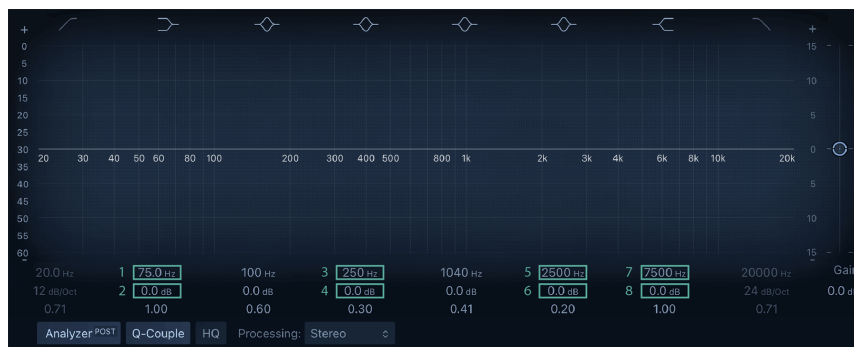 + +
0 15
5
10 10
15
20 5
25
30 20 30 40 50 60 80 100 200 300 400 500 800 1k 2k 3k 4k 6k 8k 10k 20k 0
35
40 5
45
50 10
55
60 15
- -
20.0 Hz 1 75.0 Hz 100 Hz 3 250 Hz 1040 Hz 5 2500 Hz 7 7500 Hz 20000 Hz Gai
12 dB/Oct 2 0.0 dB 0.0 dB 4 0.0 dB 0.0 dB 6 0.0 dB 8 0.0 dB 24 dB/Oct 0.0 d
0.71 1.00 0.60 0.30 0.41 0.20 1.00 0.71
Analyzer POST Q-Couple HQ Processing: Stereo